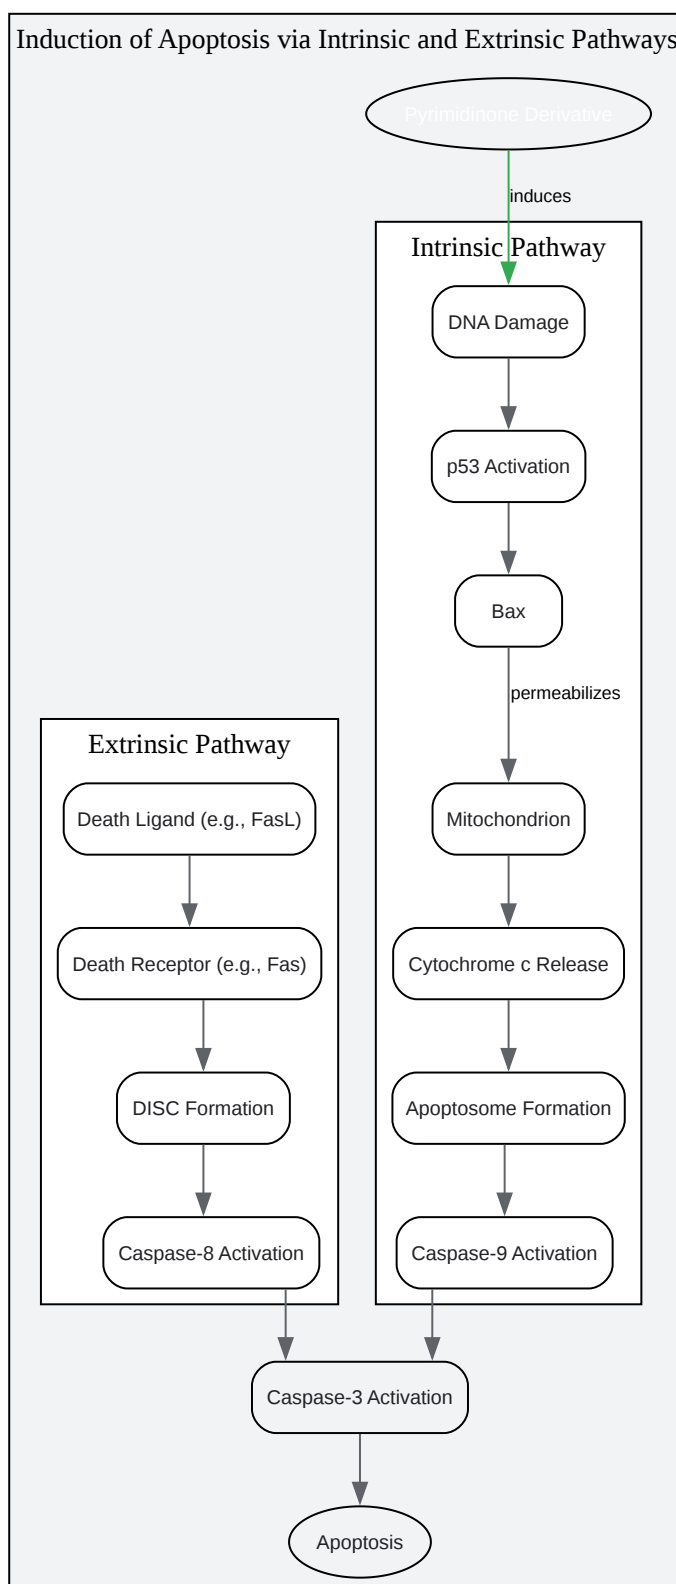 Induction of Apoptosis via Intrinsic and Extrinsic Pathways
Pyrimidinone Derivative
induces
Intrinsic Pathway
DNA Damage
p53 Activation
Bax
permeabilizes
Extrinsic Pathway
Death Ligand (e.g., FasL)
Mitochondrion
Death Receptor (e.g., Fas)
Cytochrome c Release
DISC Formation
Apoptosome Formation
Caspase-8 Activation
Caspase-9 Activation
Caspase-3 Activation
Apoptosis